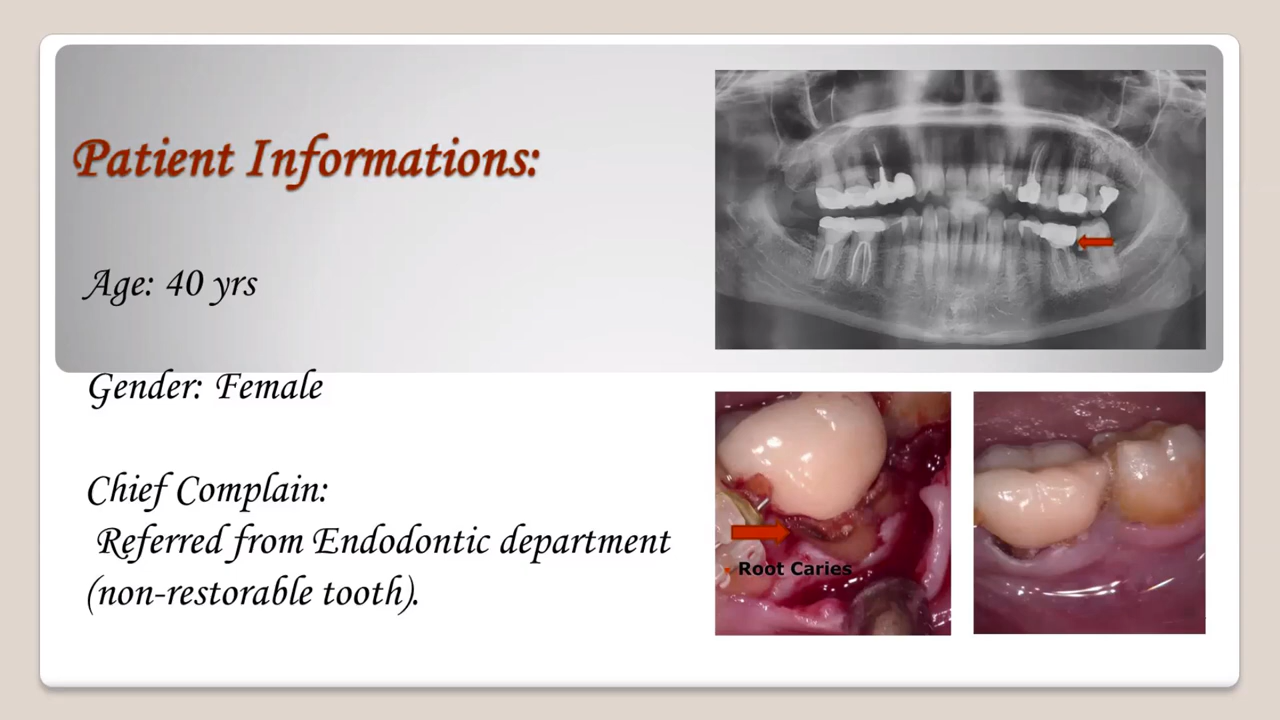 Patient Informations:
Age: 40 yrs
Gender: Female
Chief Complain:
Referred from Endodontic department
(non-restorable tooth).
Root Caries